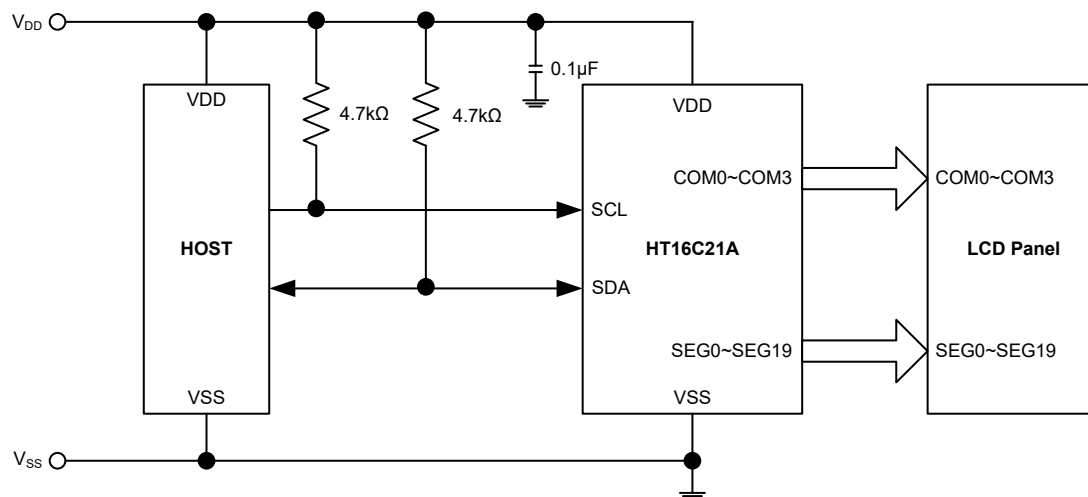 VDD
0.1µF
VDD
4.7kΩ
4.7kΩ
VDD
COM0~COM3
COM0~COM3
SCL
HOST
HT16C21A
LCD Panel
SDA
SEG0~SEG19
SEG0~SEG19
VSS
VSS
VSS